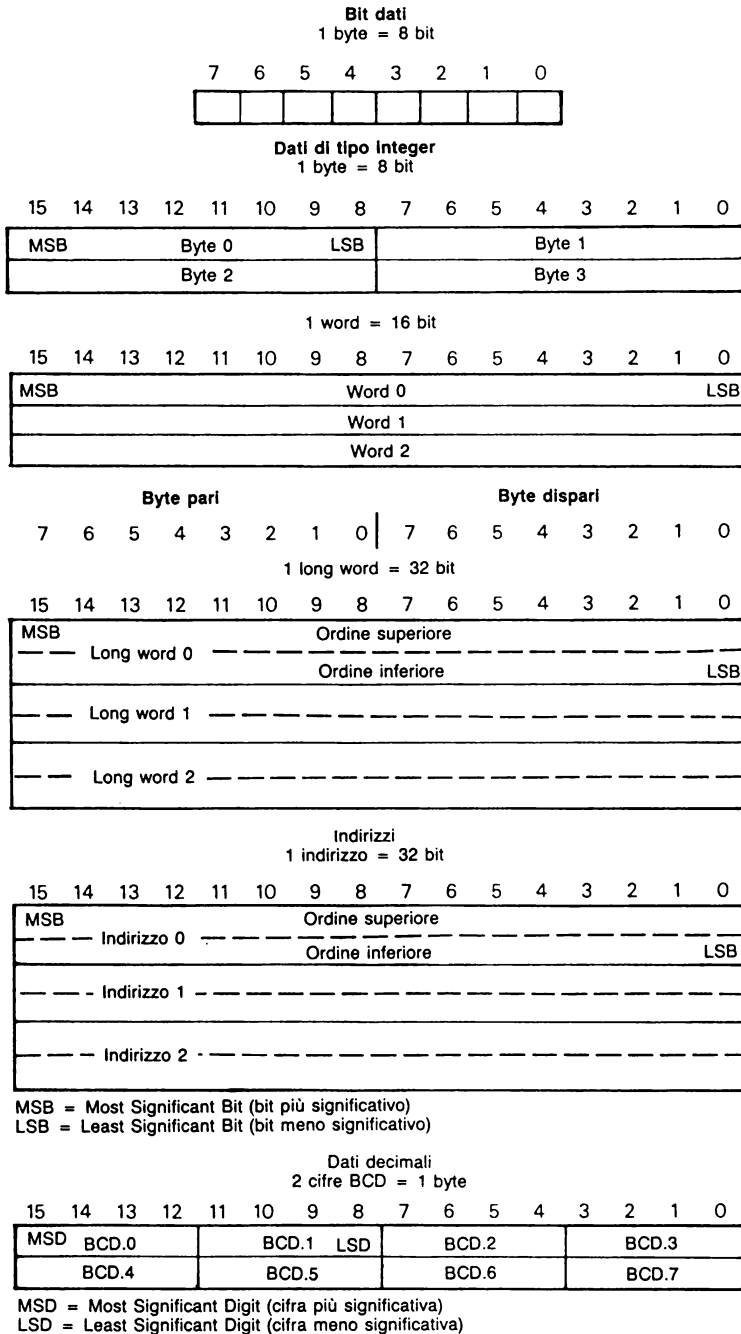 Bit dati
1 byte = 8 bit
7 6 5 4 3 2 1 0
Dati di tipo integer
1 byte = 8 bit
15 14 13 12 11 10 9 8 7 6 5 4 3 2 1 0
MSB Byte 0 LSB Byte 1
Byte 2 Byte 3
1 word = 16 bit
15 14 13 12 11 10 9 8 7 6 5 4 3 2 1 0
MSB Word 0 LSB
Word 1
Word 2
Byte pari Byte dispari
7 6 5 4 3 2 1 0 7 6 5 4 3 2 1 0
1 long word = 32 bit
15 14 13 12 11 10 9 8 7 6 5 4 3 2 1 0
MSB Ordine superiore
Long word 0
Ordine inferiore LSB
Long word 1
Long word 2
Indirizzi
1 indirizzo = 32 bit
15 14 13 12 11 10 9 8 7 6 5 4 3 2 1 0
MSB Ordine superiore
Indirizzo 0
Ordine inferiore LSB
Indirizzo 1
Indirizzo 2
MSB = Most Significant Bit (bit più significativo)
LSB = Least Significant Bit (bit meno significativo)
Dati decimali
2 cifre BCD = 1 byte
15 14 13 12 11 10 9 8 7 6 5 4 3 2 1 0
MSD BCD.0 BCD.1 LSD BCD.2 BCD.3
BCD.4 BCD.5 BCD.6 BCD.7
MSD = Most Significant Digit (cifra più significativa)
LSD = Least Significant Digit (cifra meno significativa)